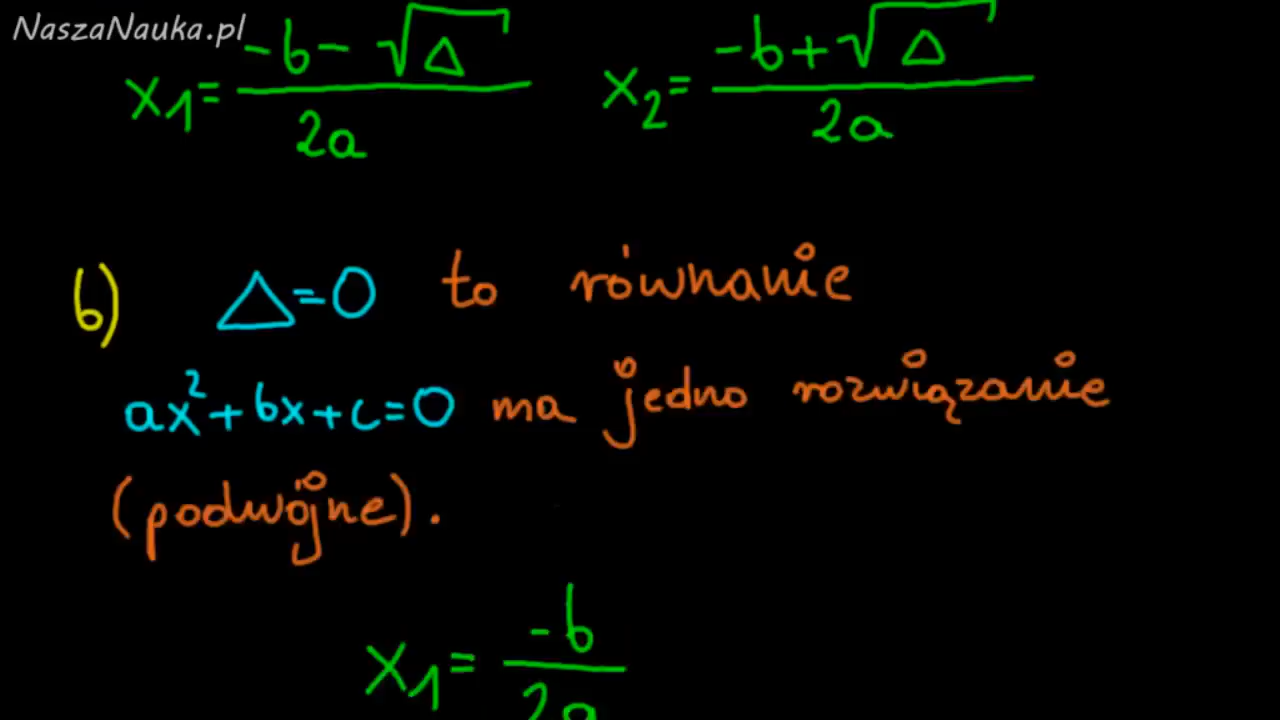 NaszaNauka.pl
x₁ = (-b - √Δ) / 2a    x₂ = (-b + √Δ) / 2a
b) Δ=0 to równanie
ax²+bx+c=0 ma jedno rozwiązanie
(podwójne).
x₁ = -b / 2a